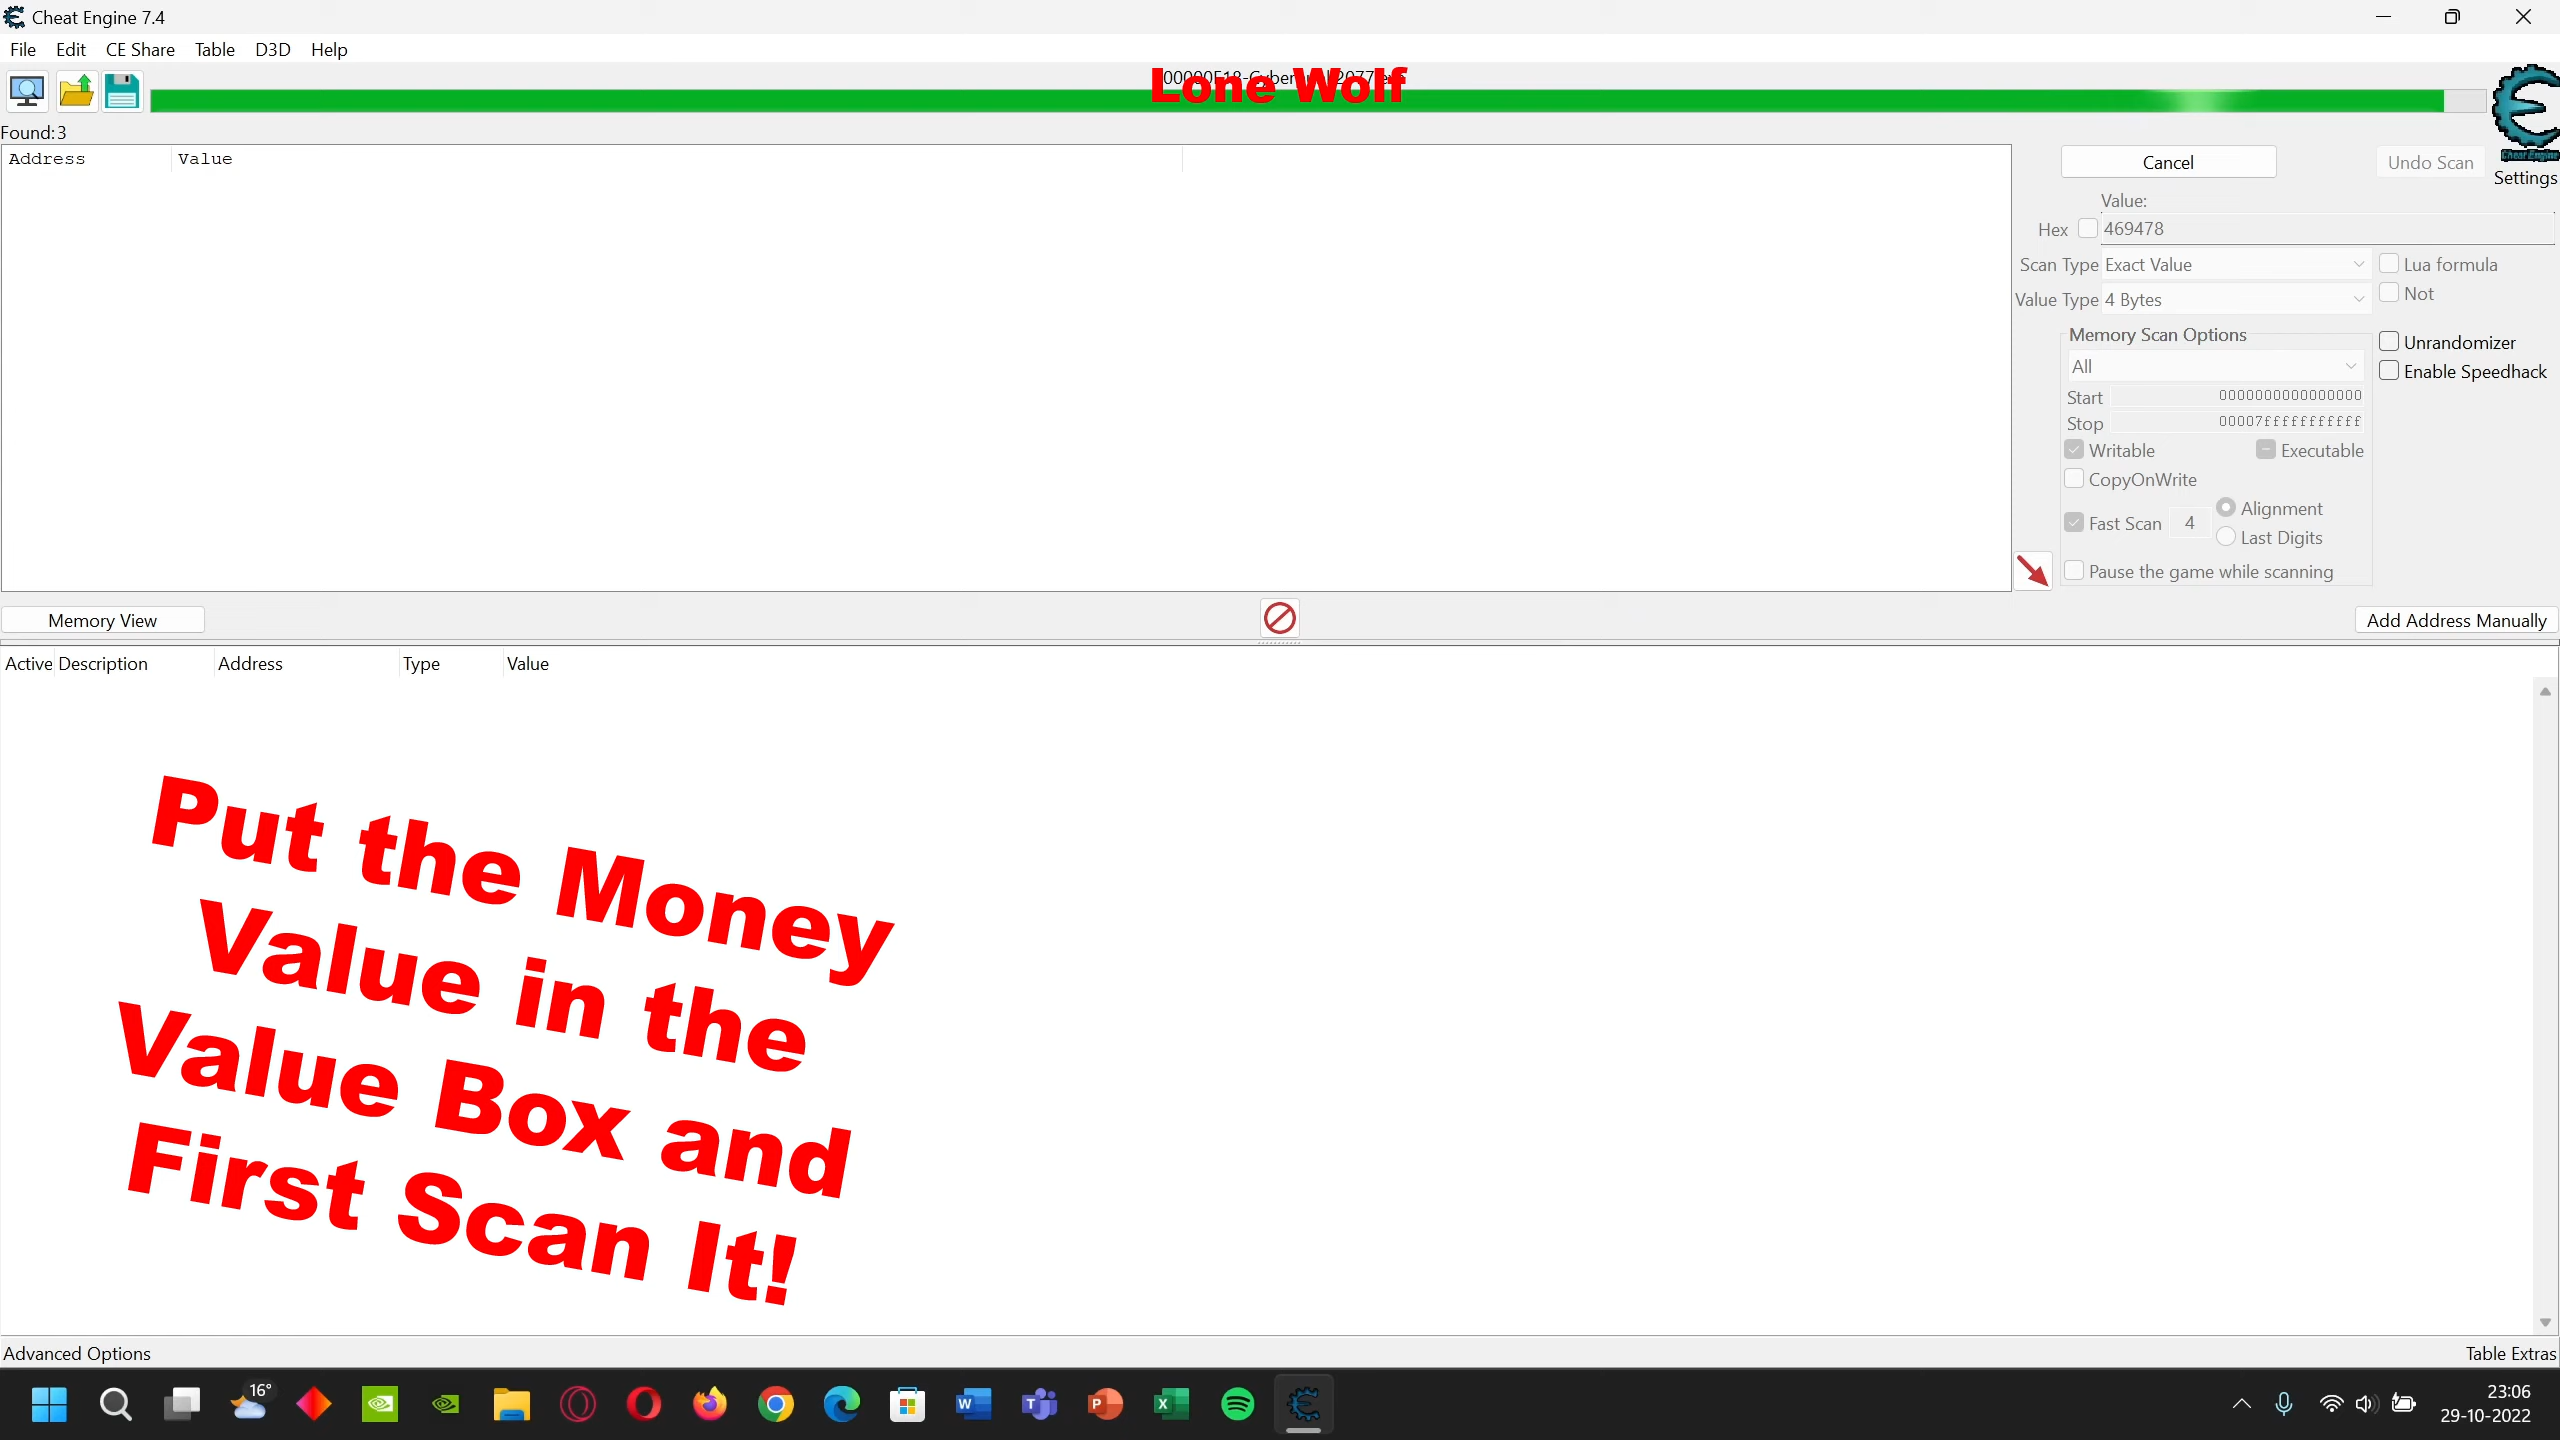 Cheat Engine 7.4
File Edit CE Share Table D3D Help
Lone Wolf
Found:3
Address Value
Cancel Undo Scan
Cheat Engine
Settings
Value:
Hex 469478
Scan Type Exact Value Lua formula
Value Type 4 Bytes Not
Memory Scan Options
Unrandomizer
All
Enable Speedhack
Start 0000000000000000
Stop 00007fffffffffff
Writable Executable
CopyOnWrite
Alignment
Fast Scan 4
Last Digits
Pause the game while scanning
Memory View Add Address Manually
Active Description Address Type Value
Put the Money
Value in the
Value Box and
First Scan It!
Advanced Options Table Extras
16°
23:06
29-10-2022